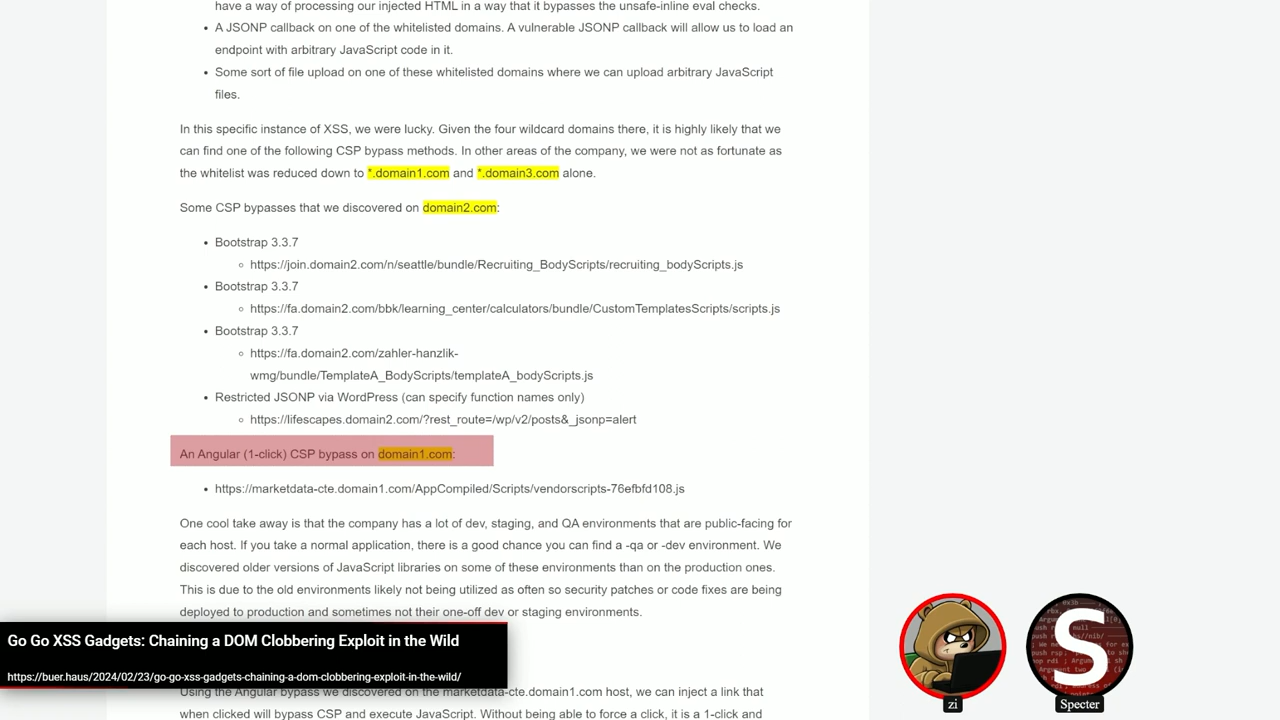 have a way of processing our injected HTML in a way that it bypasses the unsafe-inline eval checks.
• A JSONP callback on one of the whitelisted domains. A vulnerable JSONP callback will allow us to load an
endpoint with arbitrary JavaScript code in it.
• Some sort of file upload on one of these whitelisted domains where we can upload arbitrary JavaScript
files.
In this specific instance of XSS, we were lucky. Given the four wildcard domains there, it is highly likely that we
can find one of the following CSP bypass methods. In other areas of the company, we were not as fortunate as
the whitelist was reduced down to *.domain1.com and *.domain3.com alone.
Some CSP bypasses that we discovered on domain2.com:
• Bootstrap 3.3.7
◦ https://join.domain2.com/n/seattle/bundle/Recruiting_BodyScripts/recruiting_bodyScripts.js
• Bootstrap 3.3.7
◦ https://fa.domain2.com/bbk/learning_center/calculators/bundle/CustomTemplatesScripts/scripts.js
• Bootstrap 3.3.7
◦ https://fa.domain2.com/zahler-hanzlik-
wmg/bundle/TemplateA_BodyScripts/templateA_bodyScripts.js
• Restricted JSONP via WordPress (can specify function names only)
◦ https://lifescapes.domain2.com/?rest_route=/wp/v2/posts&_jsonp=alert
An Angular (1-click) CSP bypass on domain1.com:
• https://marketdata-cte.domain1.com/AppCompiled/Scripts/vendorscripts-76efbfd108.js
One cool take away is that the company has a lot of dev, staging, and QA environments that are public-facing for
each host. If you take a normal application, there is a good chance you can find a -qa or -dev environment. We
discovered older versions of JavaScript libraries on some of these environments than on the production ones.
This is due to the old environments likely not being utilized as often so security patches or code fixes are being
deployed to production and sometimes not their one-off dev or staging environments.
Go Go XSS Gadgets: Chaining a DOM Clobbering Exploit in the Wild
https://buer.haus/2024/02/23/go-go-xss-gadgets-chaining-a-dom-clobbering-exploit-in-the-wild/
Using the Angular bypass we discovered on the marketdata-cte.domain1.com host, we can inject a link that
when clicked will bypass CSP and execute JavaScript. Without being able to force a click, it is a 1-click and
S
zi
Specter